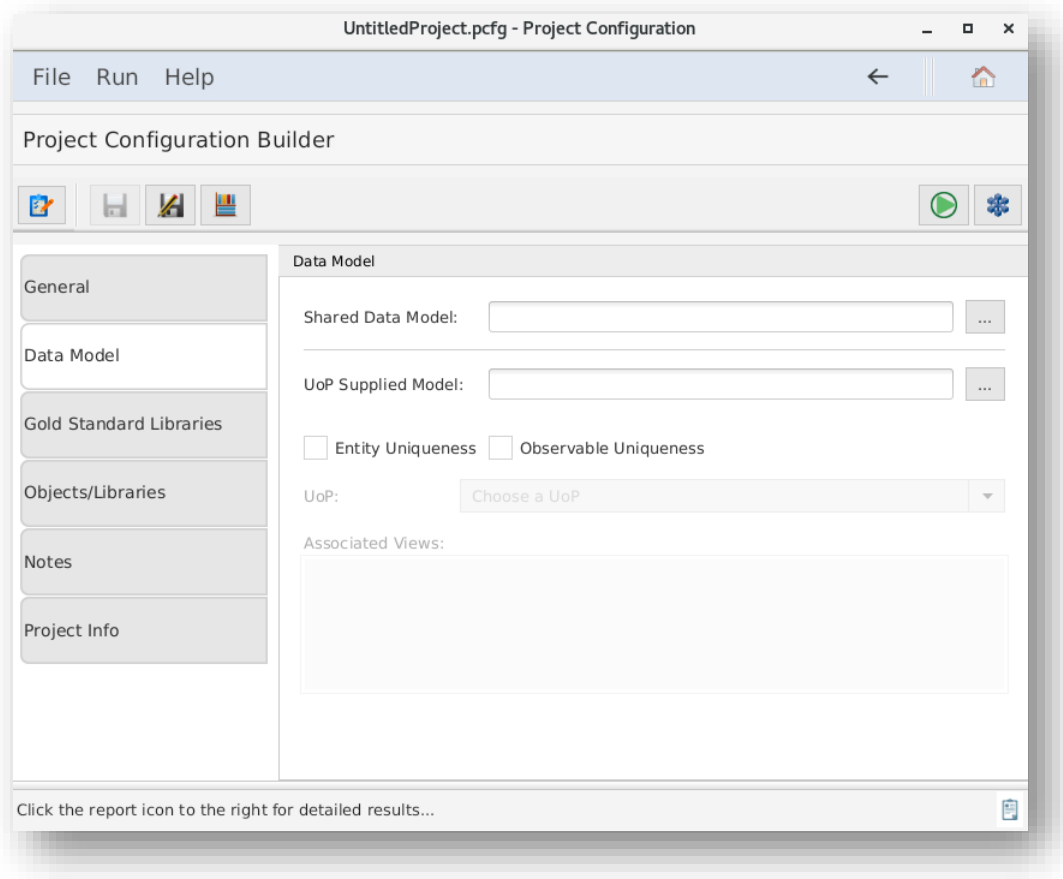 UntitledProject.pcfg - Project Configuration
File Run Help
Project Configuration Builder
General
Data Model
Gold Standard Libraries
Objects/Libraries
Notes
Project Info
Data Model
Shared Data Model: ...
UoP Supplied Model: ...
Entity Uniqueness Observable Uniqueness
UoP: Choose a UoP
Associated Views:
Click the report icon to the right for detailed results...